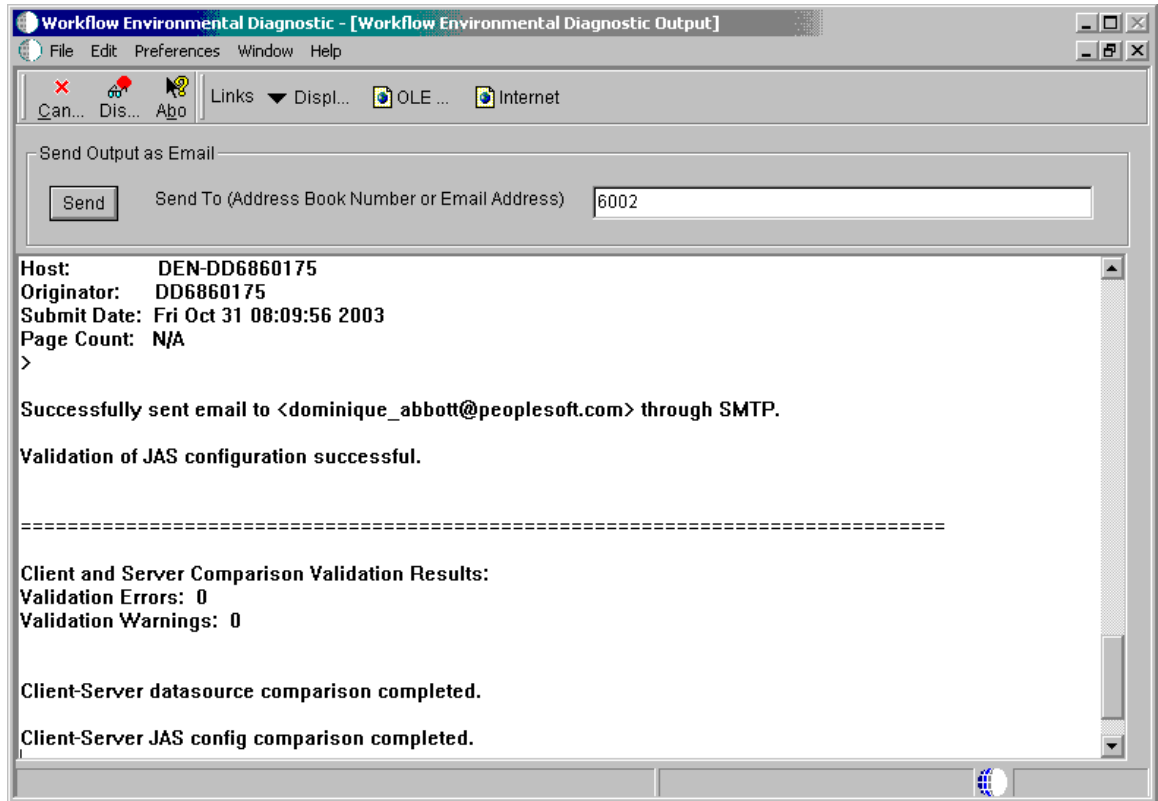 Workflow Environmental Diagnostic - [Workflow Environmental Diagnostic Output]
File Edit Preferences Window Help
Can... Dis... Abo Links Displ... OLE ... Internet
Send Output as Email
Send Send To (Address Book Number or Email Address) 6002
Host: DEN-DD6860175
Originator: DD6860175
Submit Date: Fri Oct 31 08:09:56 2003
Page Count: N/A
>
Successfully sent email to <dominique_abbott@peoplesoft.com> through SMTP.
Validation of JAS configuration successful.
===============================================================================
Client and Server Comparison Validation Results:
Validation Errors: 0
Validation Warnings: 0
Client-Server datasource comparison completed.
Client-Server JAS config comparison completed.